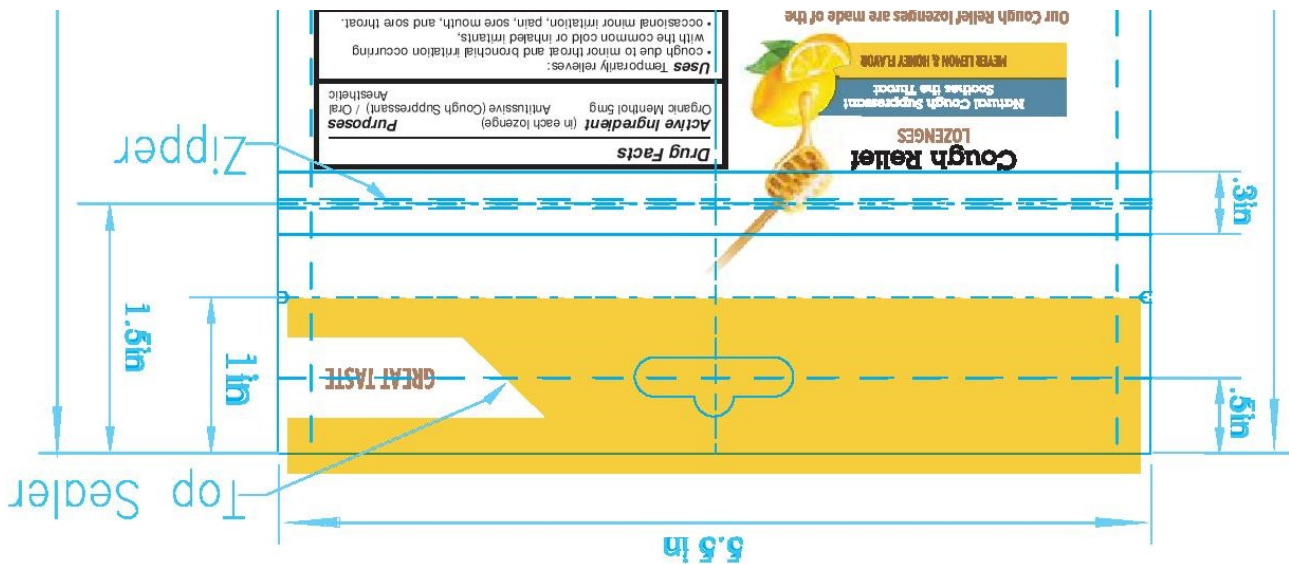 5.5 in
Top Sealer
.5in
GREAT TASTE
1in
1.5in
.3in
Zipper
Cough Relief
LOZENGES
Natural Cough Suppressant
Soothes the Throat
MEYER LEMON & HONEY FLAVOR
Our Cough Relief lozenges are made of the
Drug Facts
Active Ingredient (in each lozenge) Purposes
Organic Menthol 5mg Antitussive (Cough Suppressant) / Oral
Anesthetic
Uses Temporarily relieves:
• cough due to minor throat and bronchial irritation occurring
with the common cold or inhaled irritants,
• occasional minor irritation, pain, sore mouth, and sore throat.